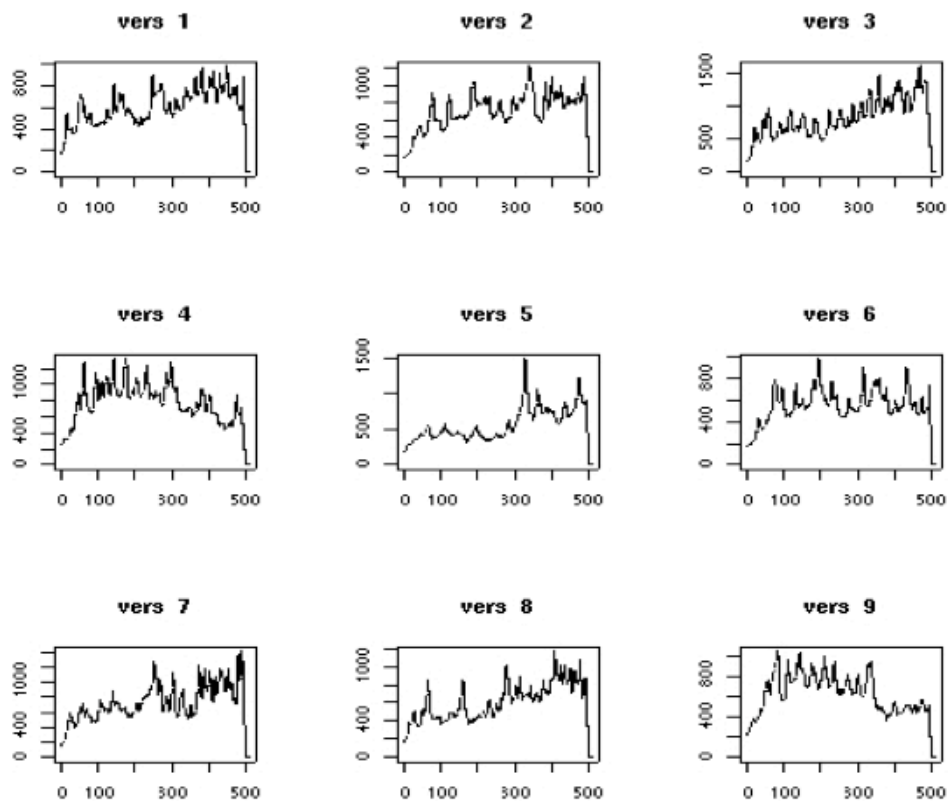 vers 1
vers 2
vers 3
0 400 800
0 400 1000
0 500 1500
0 100 300 500
0 100 300 500
0 100 300 500
vers 4
vers 5
vers 6
0 400 1000
0 500 1500
0 400 800
0 100 300 500
0 100 300 500
0 100 300 500
vers 7
vers 8
vers 9
0 400 1000
0 400 1000
0 400 800
0 100 300 500
0 100 300 500
0 100 300 500